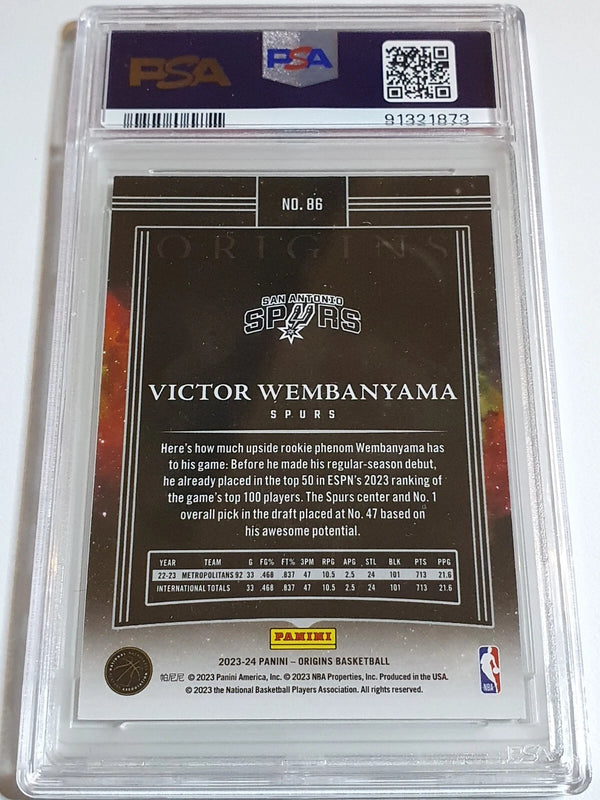 PSA
PSA
91321873
NO. 86
ORIGINS
SAN ANTONIO
SPURS
VICTOR WEMBANYAMA
SPURS
Here's how much upside rookie phenom Wembanyama has
to his game: Before he made his regular-season debut,
he already placed in the top 50 in ESPN's 2023 ranking of
the game's top 100 players. The Spurs center and No. 1
overall pick in the draft placed at No. 47 based on
his awesome potential.
YEAR TEAM G FG% FT% 3PM RPG APG STL BLK PTS PPG
22-23 METROPOLITANS 92 33 .468 .837 47 10.5 2.5 24 101 713 21.6
INTERNATIONAL TOTALS 33 .468 .837 47 10.5 2.5 24 101 713 21.6
PANINI
2023-24 PANINI – ORIGINS BASKETBALL
帕尼尼 © 2023 Panini America, Inc. © 2023 NBA Properties, Inc. Produced in the USA.
© 2023 the National Basketball Players Association. All rights reserved.
NBA
PSA